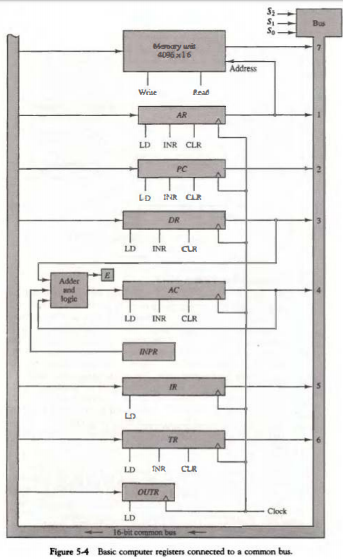 S2
S1
S0
Bus
Memory unit
4096 x 16
7
Address
Write Read
AR
1
LD INR CLR
PC
2
LD INR CLR
DR
3
LD INR CLR
Adder
and
logic
E
AC
4
LD INR CLR
INPR
IR
5
LD
TR
6
LD INR CLR
OUTR
LD
Clock
16-bit common bus
Figure 5-4 Basic computer registers connected to a common bus.